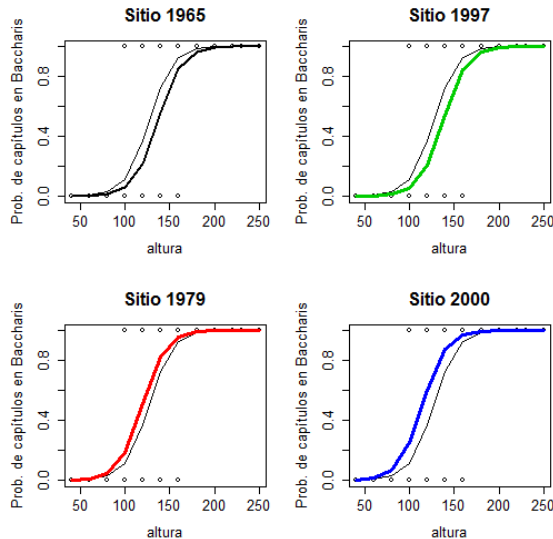 Sitio 1965
Prob. de capítulos en Baccharis
0.0 0.4 0.8
50 100 150 200 250
altura
Sitio 1997
Prob. de capítulos en Baccharis
0.0 0.4 0.8
50 100 150 200 250
altura
Sitio 1979
Prob. de capítulos en Baccharis
0.0 0.4 0.8
50 100 150 200 250
altura
Sitio 2000
Prob. de capítulos en Baccharis
0.0 0.4 0.8
50 100 150 200 250
altura